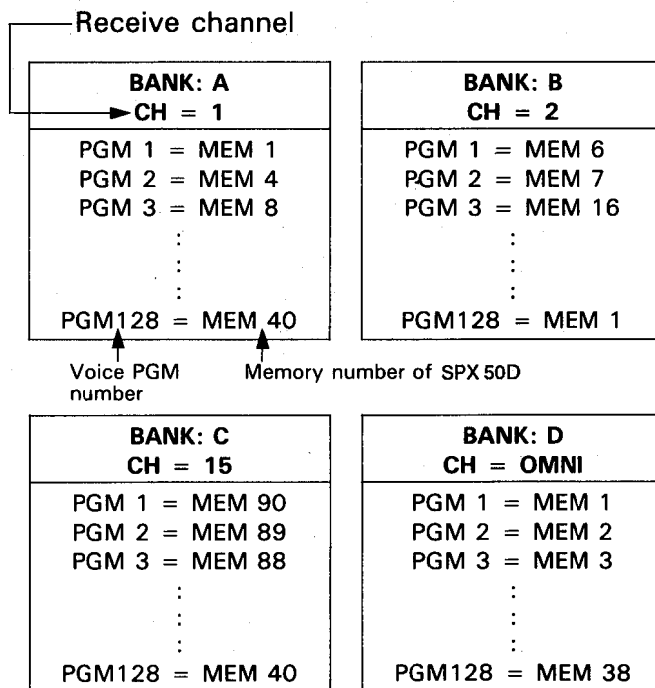 Receive channel
BANK: A
CH = 1
PGM 1 = MEM 1
PGM 2 = MEM 4
PGM 3 = MEM 8
:
:
:
PGM128 = MEM 40
Voice PGM
number
Memory number of SPX 50D
BANK: B
CH = 2
PGM 1 = MEM 6
PGM 2 = MEM 7
PGM 3 = MEM 16
:
:
:
PGM128 = MEM 1
BANK: C
CH = 15
PGM 1 = MEM 90
PGM 2 = MEM 89
PGM 3 = MEM 88
:
:
:
PGM128 = MEM 40
BANK: D
CH = OMNI
PGM 1 = MEM 1
PGM 2 = MEM 2
PGM 3 = MEM 3
:
:
:
PGM128 = MEM 38